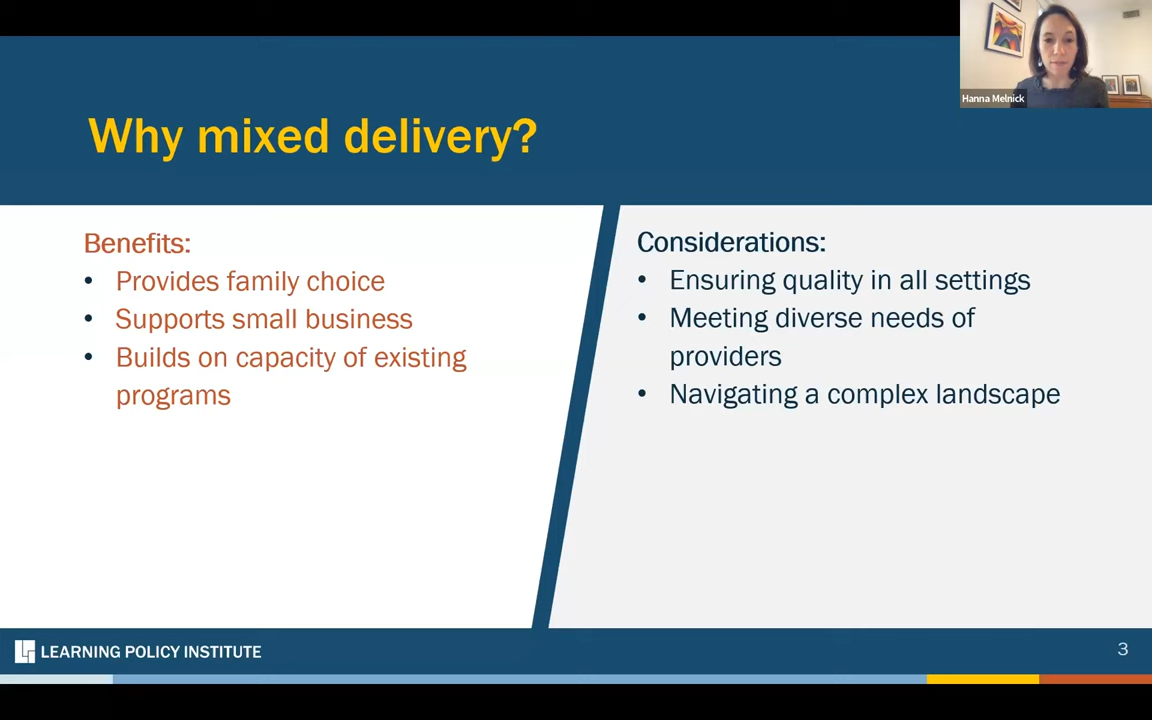 Hanna Melnick
Why mixed delivery?
Benefits:
• Provides family choice
• Supports small business
• Builds on capacity of existing
programs
Considerations:
• Ensuring quality in all settings
• Meeting diverse needs of
providers
• Navigating a complex landscape
LEARNING POLICY INSTITUTE
3